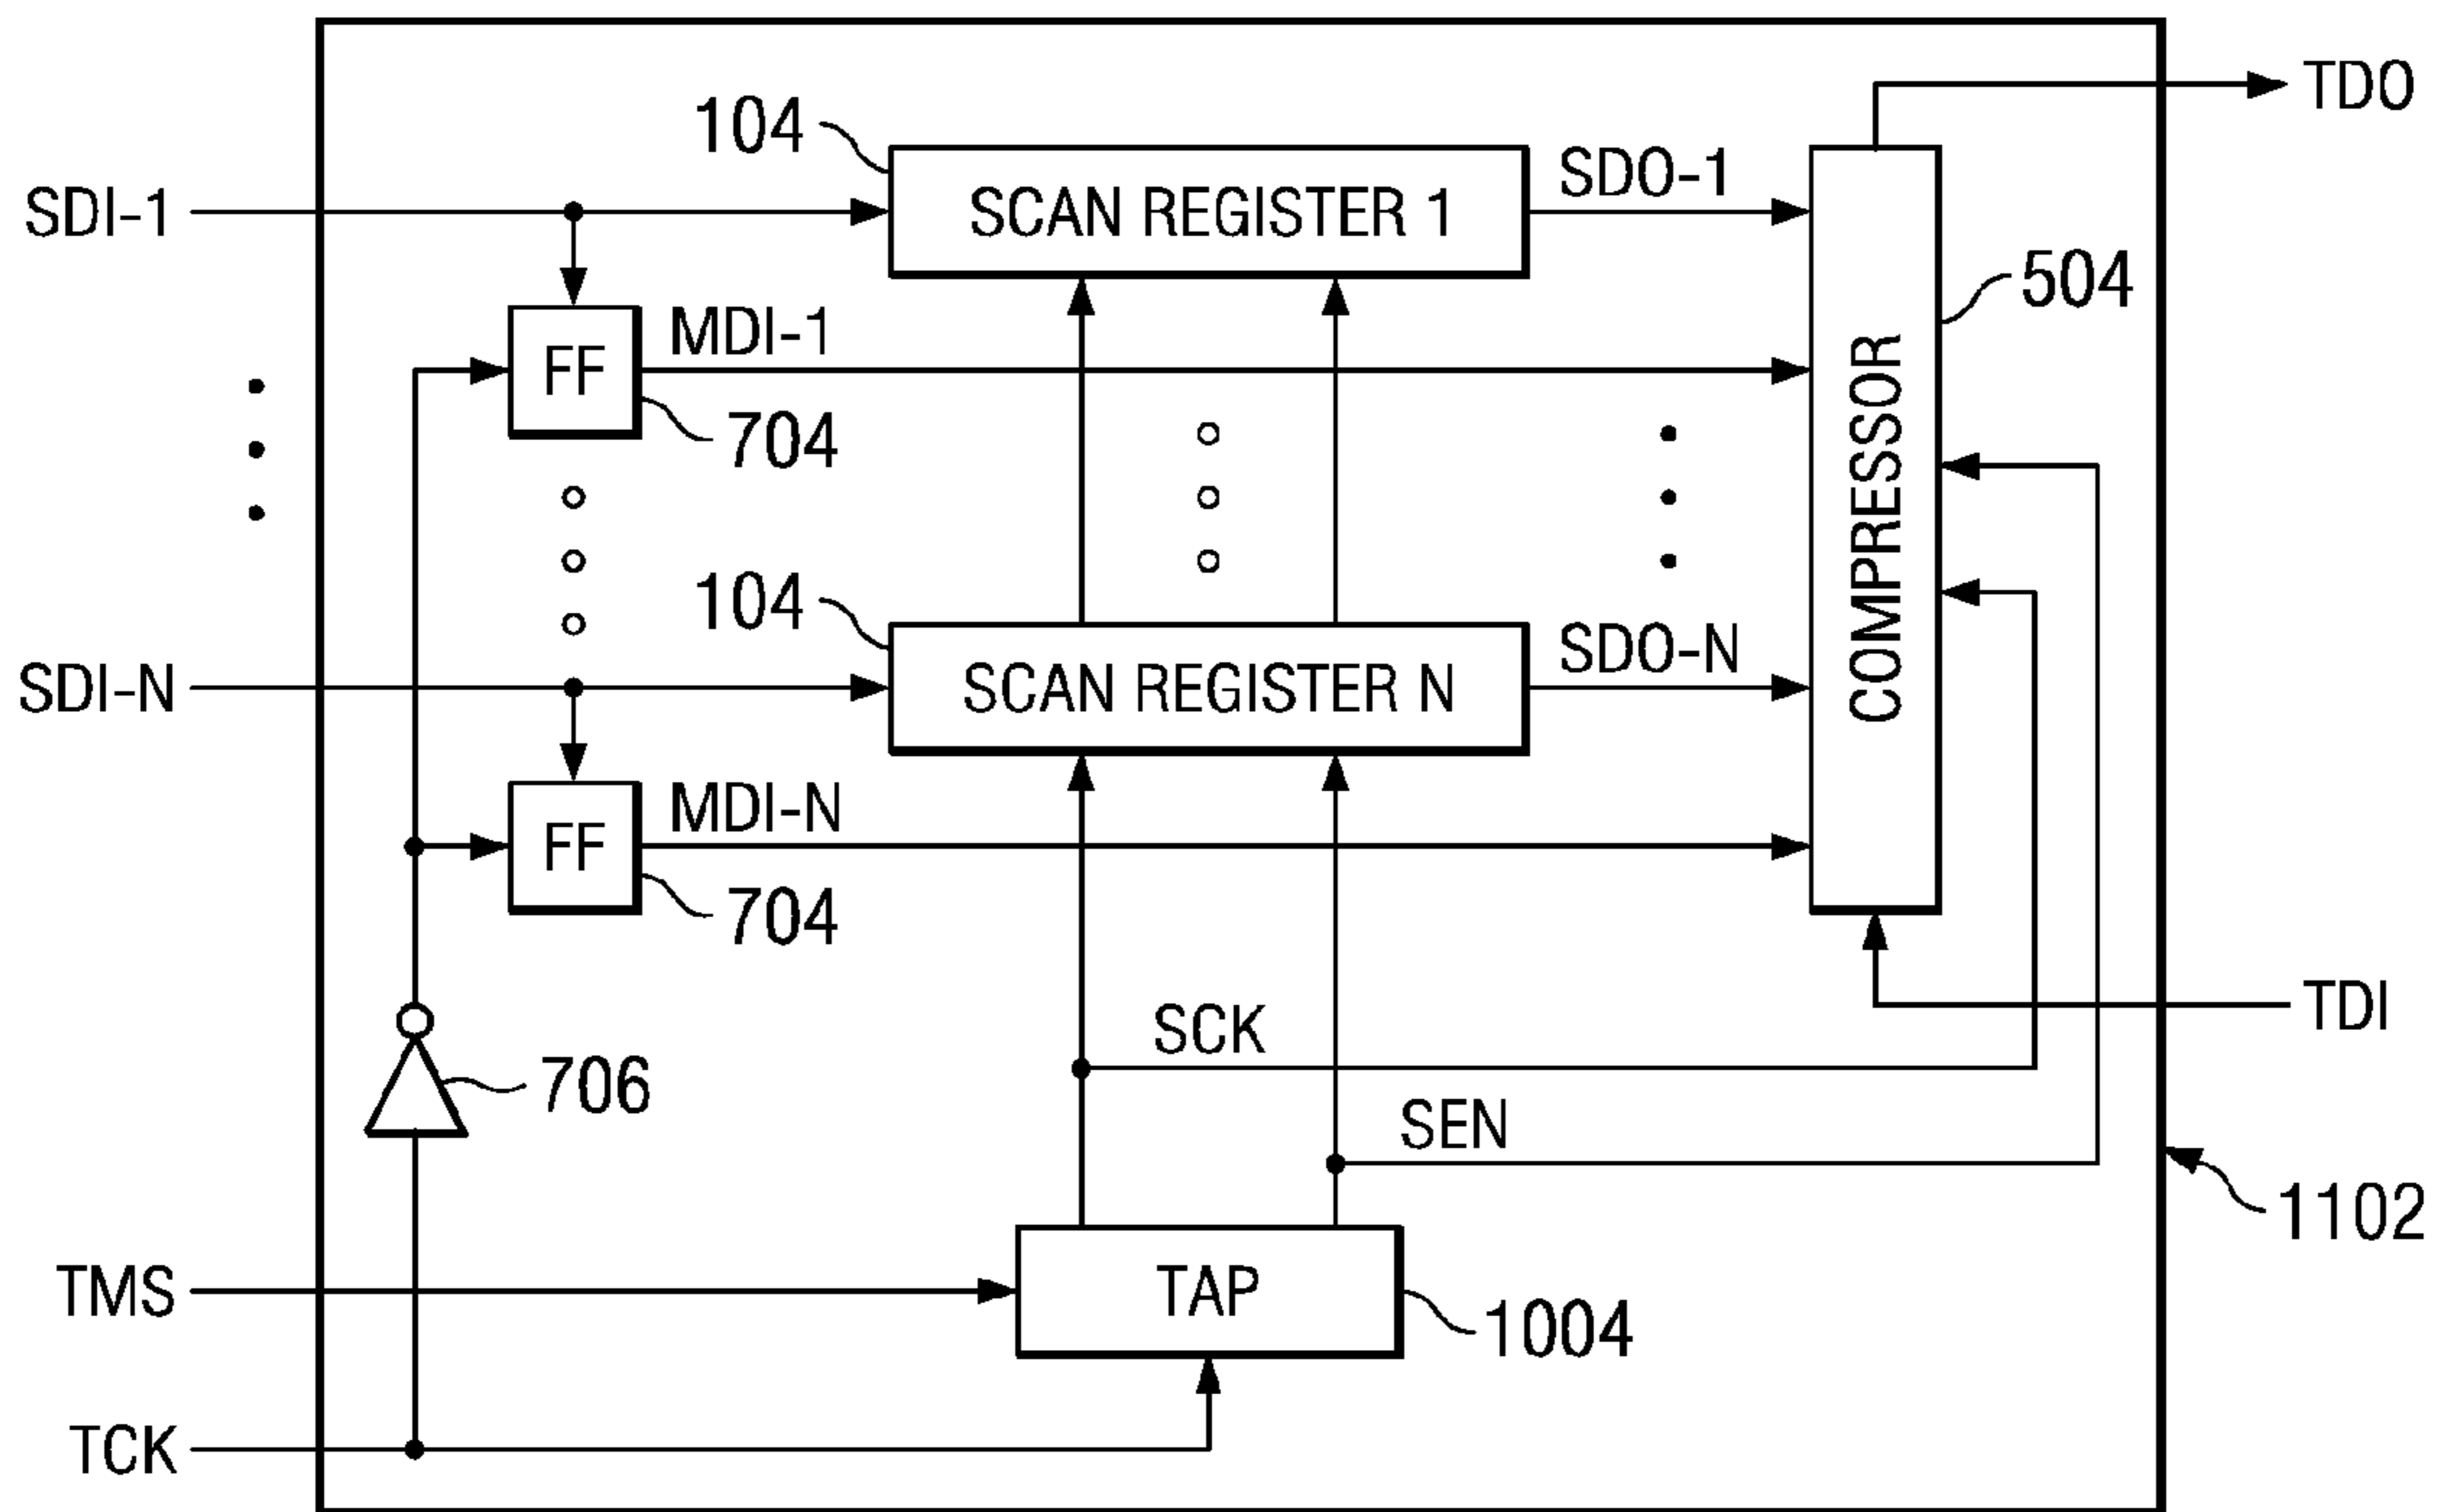 TDO
104
SDO-1
SDI-1
SCAN REGISTER 1
504
MDI-1
FF
704
COMPRESSOR
104
SDO-N
SDI-N
SCAN REGISTER N
MDI-N
FF
704
TDI
SCK
706
SEN
1102
TMS
TAP
1004
TCK